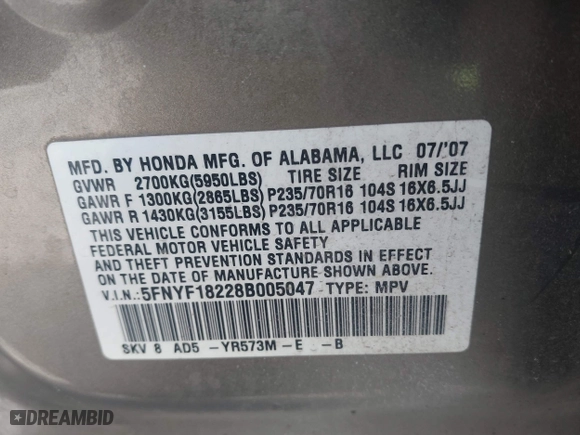 MFD. BY HONDA MFG. OF ALABAMA, LLC 07/'07
GVWR 2700KG(5950LBS) TIRE SIZE RIM SIZE
GAWR F 1300KG(2865LBS) P235/70R16 104S 16X6.5JJ
GAWR R 1430KG(3155LBS) P235/70R16 104S 16X6.5JJ
THIS VEHICLE CONFORMS TO ALL APPLICABLE
FEDERAL MOTOR VEHICLE SAFETY
AND THEFT PREVENTION STANDARDS IN EFFECT
ON THE DATE OF MANUFACTURE SHOWN ABOVE.
V.I.N.: 5FNYF18228B005047 TYPE: MPV
SKV 8 AD5 -YR573M-E -B
DREAMBID